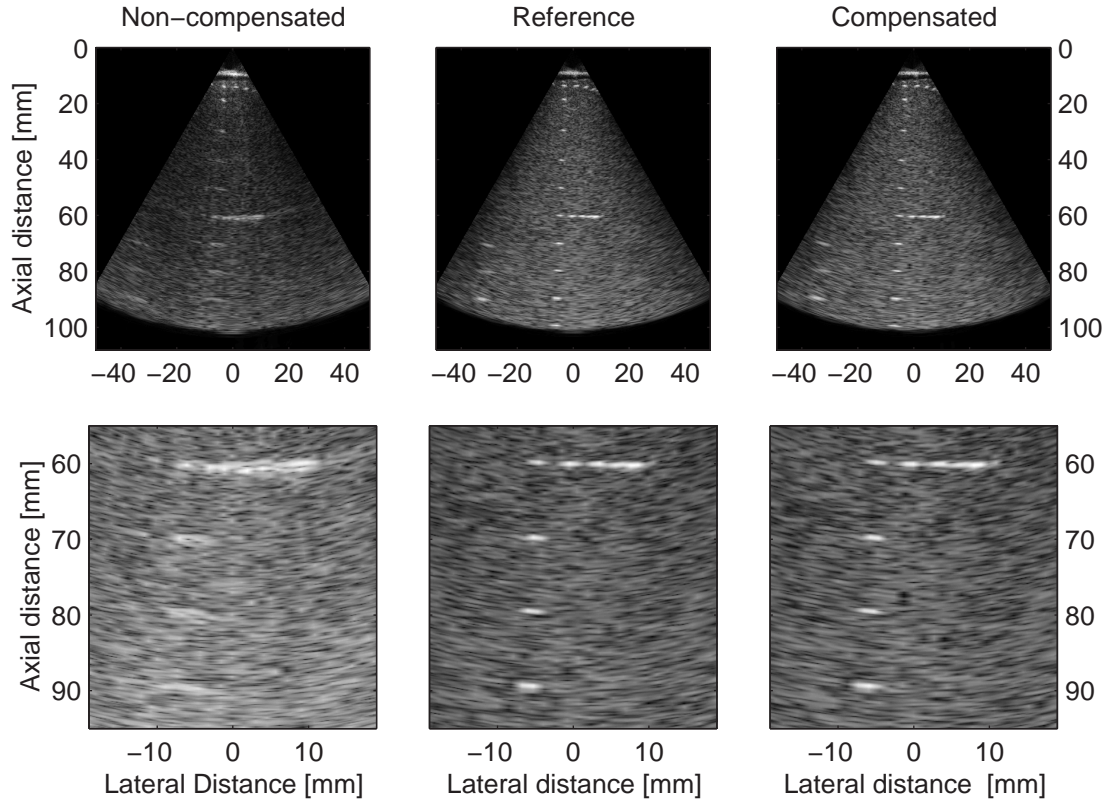 Non−compensated Reference Compensated
0 0
20 20
40 40
60 60
80 80
100 100
Axial distance [mm]
−40 −20 0 20 40 −40 −20 0 20 40 −40 −20 0 20 40
60 60
70 70
80 80
90 90
Axial distance [mm]
−10 0 10 −10 0 10 −10 0 10
Lateral Distance [mm] Lateral distance [mm] Lateral distance [mm]